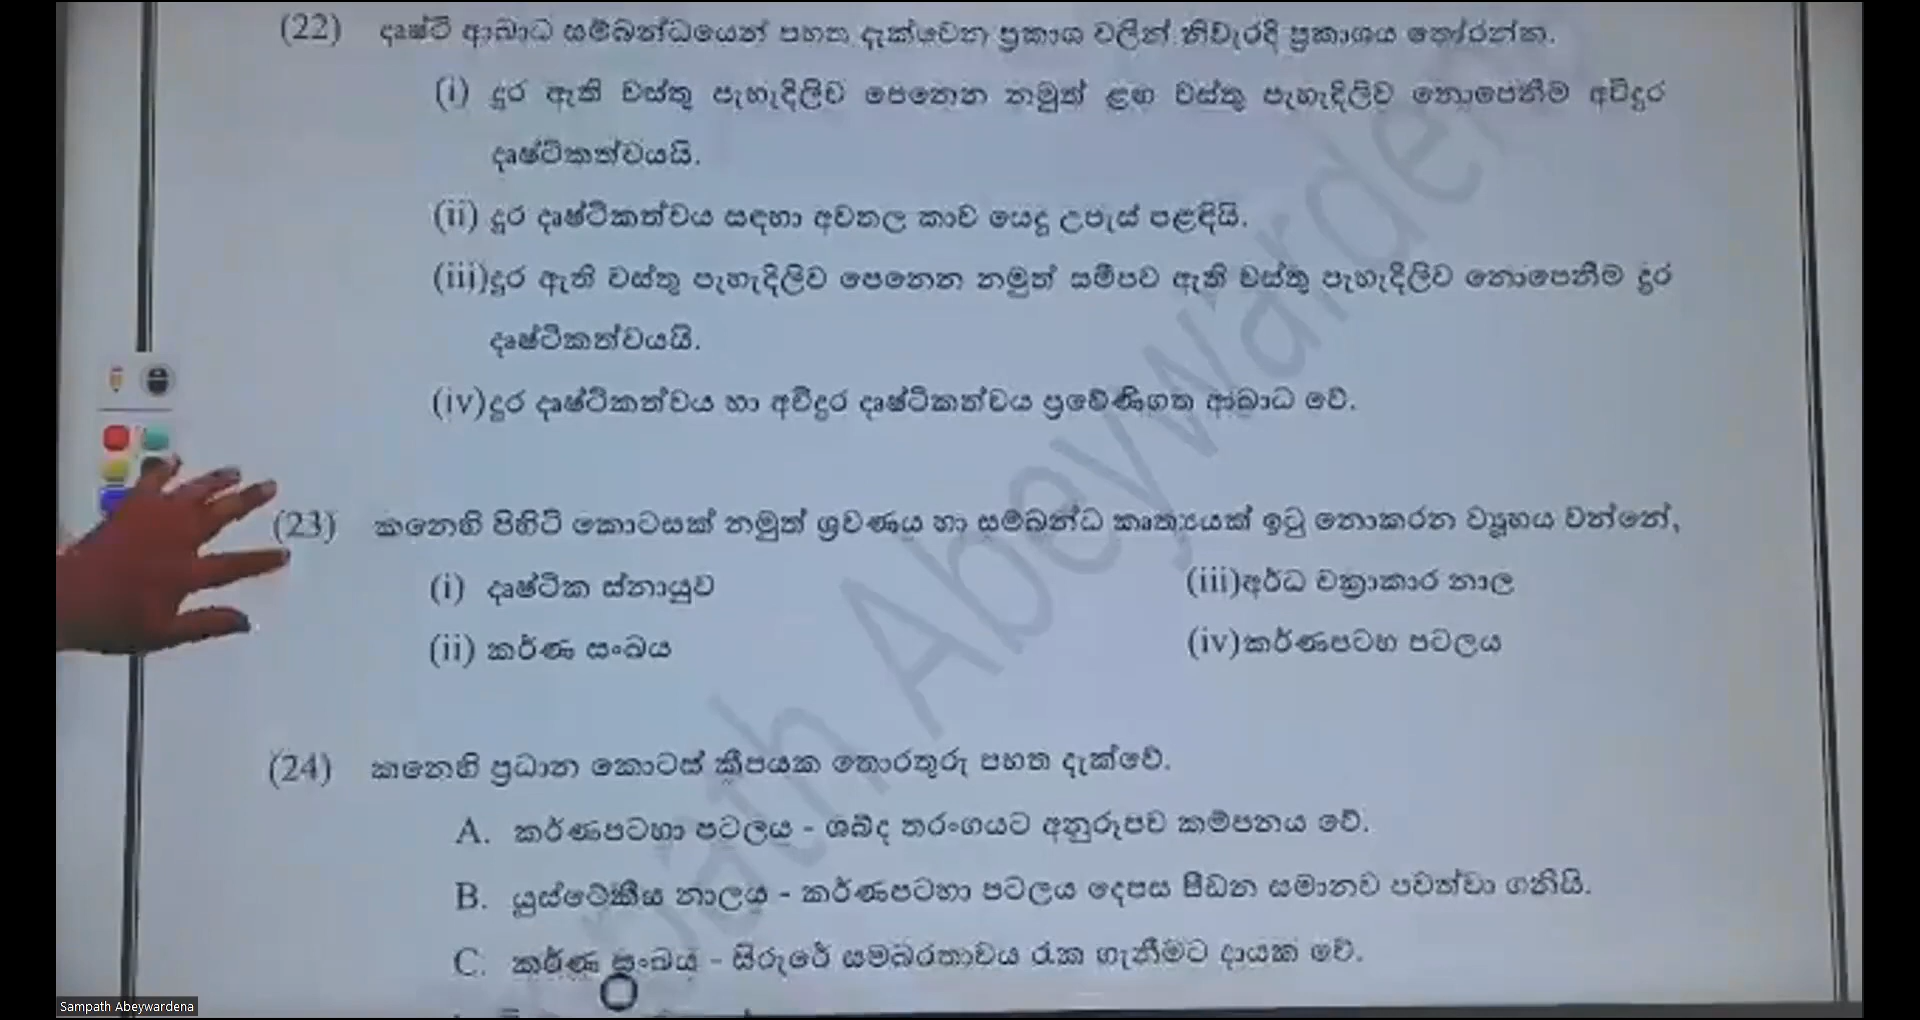 (22) දෘෂ්ටි ආබාධ සම්බන්ධයෙන් පහත දැක්වෙන ප්‍රකාශ වලින් නිවැරදි ප්‍රකාශය තෝරන්න.
(i) දුර ඇති වස්තු පැහැදිලිව පෙනෙන නමුත් ළඟ වස්තු පැහැදිලිව නොපෙනීම අවිදුර
දෘෂ්ටිකත්වයයි.
(ii) දුර දෘෂ්ටිකත්වය සඳහා අවතල කාච යෙදූ උපැස් පළඳියි.
(iii) දුර ඇති වස්තු පැහැදිලිව පෙනෙන නමුත් සමීපව ඇති වස්තු පැහැදිලිව නොපෙනීම දුර
දෘෂ්ටිකත්වයයි.
(iv) දුර දෘෂ්ටිකත්වය හා අවිදුර දෘෂ්ටිකත්වය ප්‍රවේණිගත ආබාධ වේ.
(23) කනෙහි පිහිටි කොටසක් නමුත් ශ්‍රවණය හා සම්බන්ධ කෘත්‍යයක් ඉටු නොකරන ව්‍යූහය වන්නේ,
(i) දෘෂ්ටික ස්නායුව (iii) අර්ධ චක්‍රාකාර නාල
(ii) කර්ණ සංඛය (iv) කර්ණපටහ පටලය
(24) කනෙහි ප්‍රධාන කොටස් කීපයක තොරතුරු පහත දැක්වේ.
A. කර්ණපටහා පටලය - ශබ්ද තරංගයට අනුරූපව කම්පනය වේ.
B. යුස්ටේකීය නාලය - කර්ණපටහා පටලය දෙපස පීඩන සමානව පවත්වා ගනියි.
C. කර්ණ සංඛය - සිරුරේ සමබරතාවය රැක ගැනීමට දායක වේ.
Sampath Abeywardena